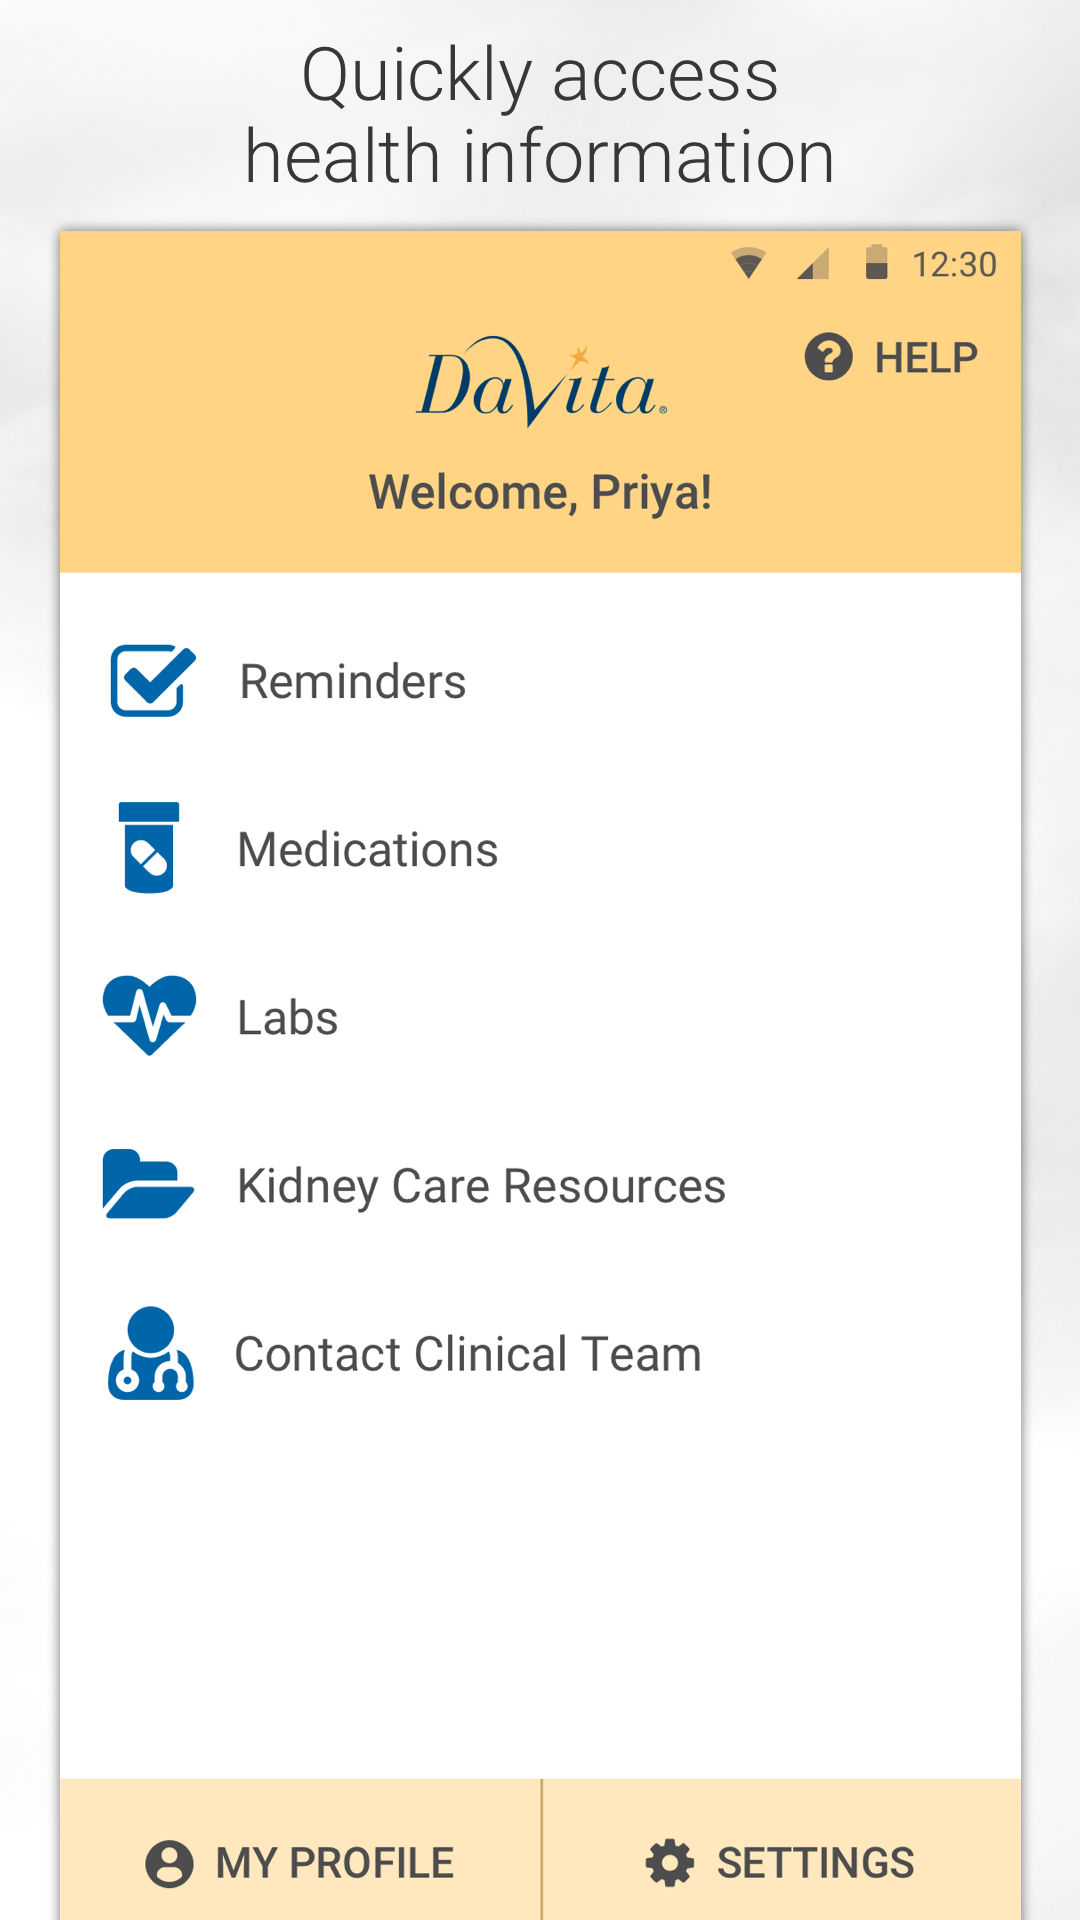 Quickly access
health information
12:30
DaVita®
HELP
Welcome, Priya!
Reminders
Medications
Labs
Kidney Care Resources
Contact Clinical Team
MY PROFILE
SETTINGS